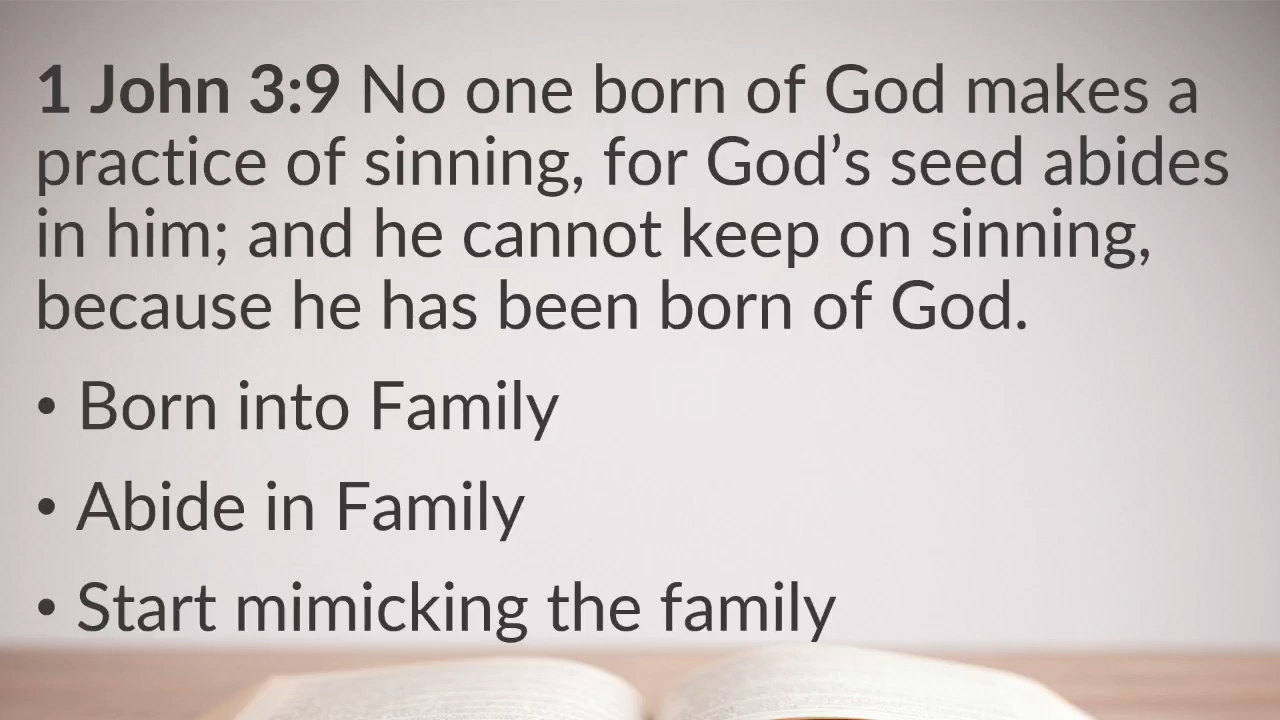 1 John 3:9 No one born of God makes a
practice of sinning, for God’s seed abides
in him; and he cannot keep on sinning,
because he has been born of God.
• Born into Family
• Abide in Family
• Start mimicking the family